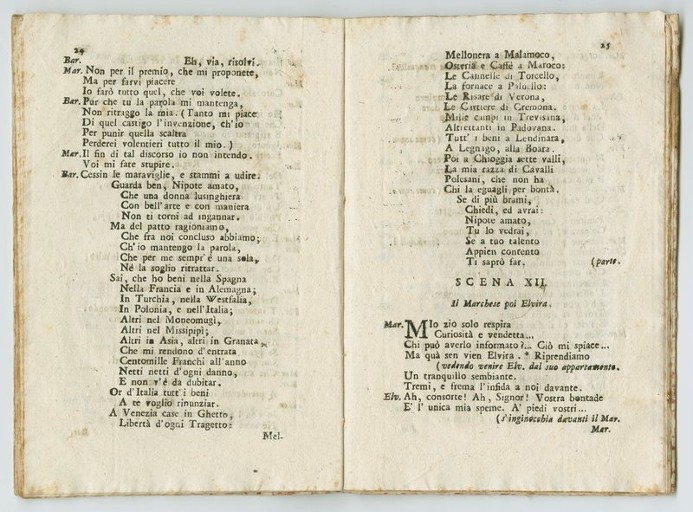 24
Bar. Eh, via, risolvi.
Mar. Non per il premio, che mi proponete,
Ma per farvi piacere
Io farò tutto quel, che voi volete.
Bar. Pur che tu la parola mi mantenga,
Non ritraggo la mia. (Tanto mi piace
Di quel castigo l'invenzione, ch'io
Per punir quella scaltra
Perderei volentieri tutto il mio.)
Mar. Il fin di tal discorso io non intendo.
Voi mi fate stupire.
Bar. Cessin le maraviglie, e stammi a udire.
Guarda ben, Nipote amato,
Che una donna lusinghiera
Con bell'arte e con maniera
Non ti torni ad ingannar.
Ma del patto ragioniamo,
Che fra noi concluso abbiamo;
Ch'io mantengo la parola,
Che per me sempr'é una sola,
Né la soglio ritrattar.
Sai, che ho beni nella Spagna
Nella Francia e in Alemagna;
In Turchia, nella Westfalia,
In Polonia, e nell'Italia;
Altri nel Moneomugì,
Altri nel Missipipì;
Altri in Asia, altri in Granata,
Che mi rendono d'entrata
Centomille Franchi all'anno
Netti netti d'ogni danno,
E non v'é da dubitar.
Or d'Italia tutt'i beni
A te voglio rinunziar.
A Venezia case in Ghetto,
Libertà d'ogni Tragetto:
Mel.
25
Mellonera a Malamoco,
Osteria e Caffè a Maroco:
Le Cannelle di Torcello,
La fornace a Paluello:
Le Risare di Verona,
Le Cartiere di Cremona.
Mille campi in Trevisina,
Altrettanti in Padovana.
Tutt'i beni a Lendinara,
A Legnago, alla Boara.
Poi a Chioggia sette valli,
La mia razza di Cavalli
Polesani, che non ha
Chi la eguagli per bontà.
Se di più brami,
Chiedi, ed avrai:
Nipote amato,
Tu lo vedrai,
Se a tuo talento
Appien contento
Ti saprò far. (parte.
SCENA XII.
Il Marchese poi Elvira.
Mar. Mio zio solo respira
Curiosità e vendetta...
Chi può averlo informato?... Ciò mi spiace...
Ma quà sen vien Elvira. * Riprendiamo
(vedendo venire Elv. dal suo appartamento.
Un tranquillo sembiante.
Tremi, e frema l'infida a noi davante.
Elv. Ah, consorte! Ah, Signor! Vostra bontade
E' l'unica mia speme. A' piedi vostri...
(s'inginocchia davanti il Mar.
Mar.